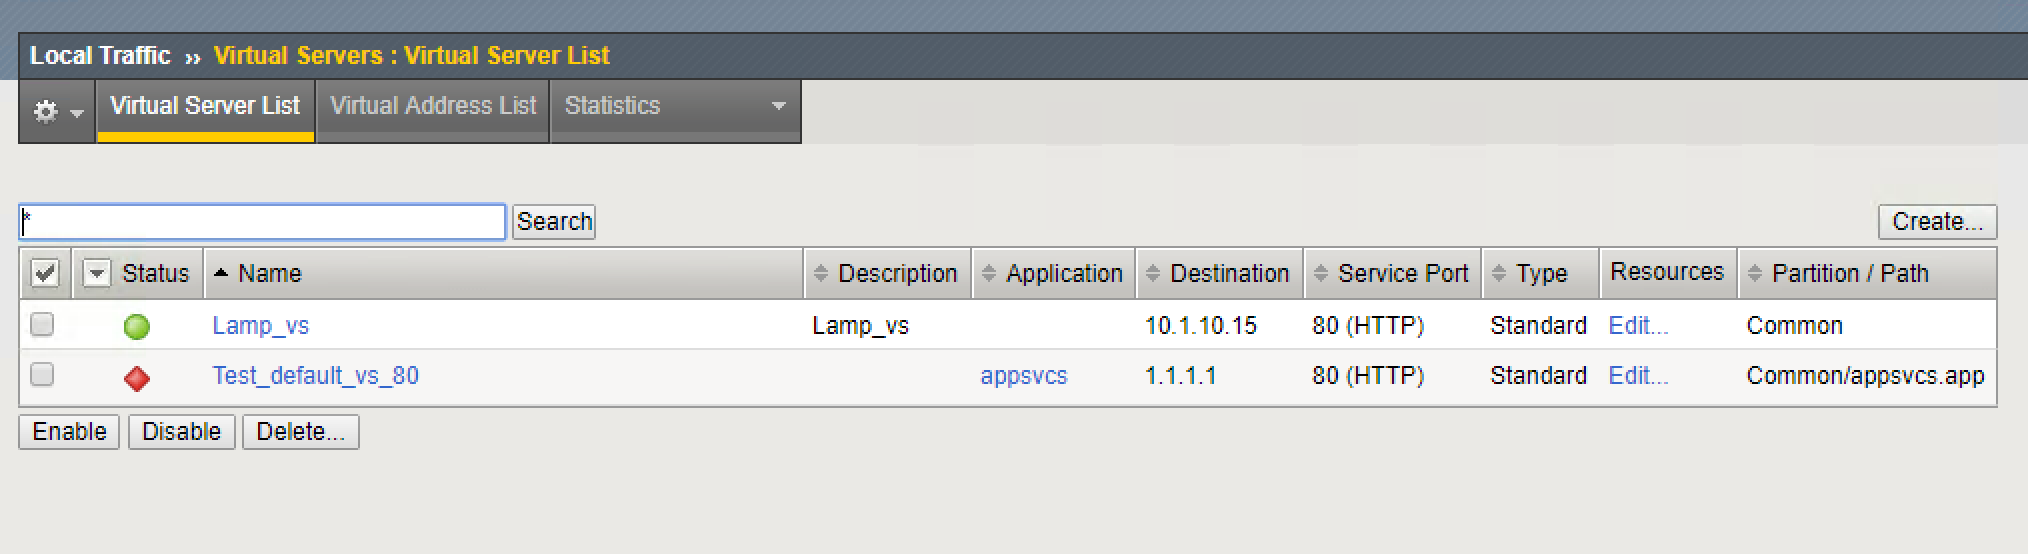 Local Traffic ›› Virtual Servers : Virtual Server List
Virtual Server List Virtual Address List Statistics
* Search Create...
Status Name Description Application Destination Service Port Type Resources Partition / Path
Lamp_vs Lamp_vs 10.1.10.15 80 (HTTP) Standard Edit... Common
Test_default_vs_80 appsvcs 1.1.1.1 80 (HTTP) Standard Edit... Common/appsvcs.app
Enable Disable Delete...